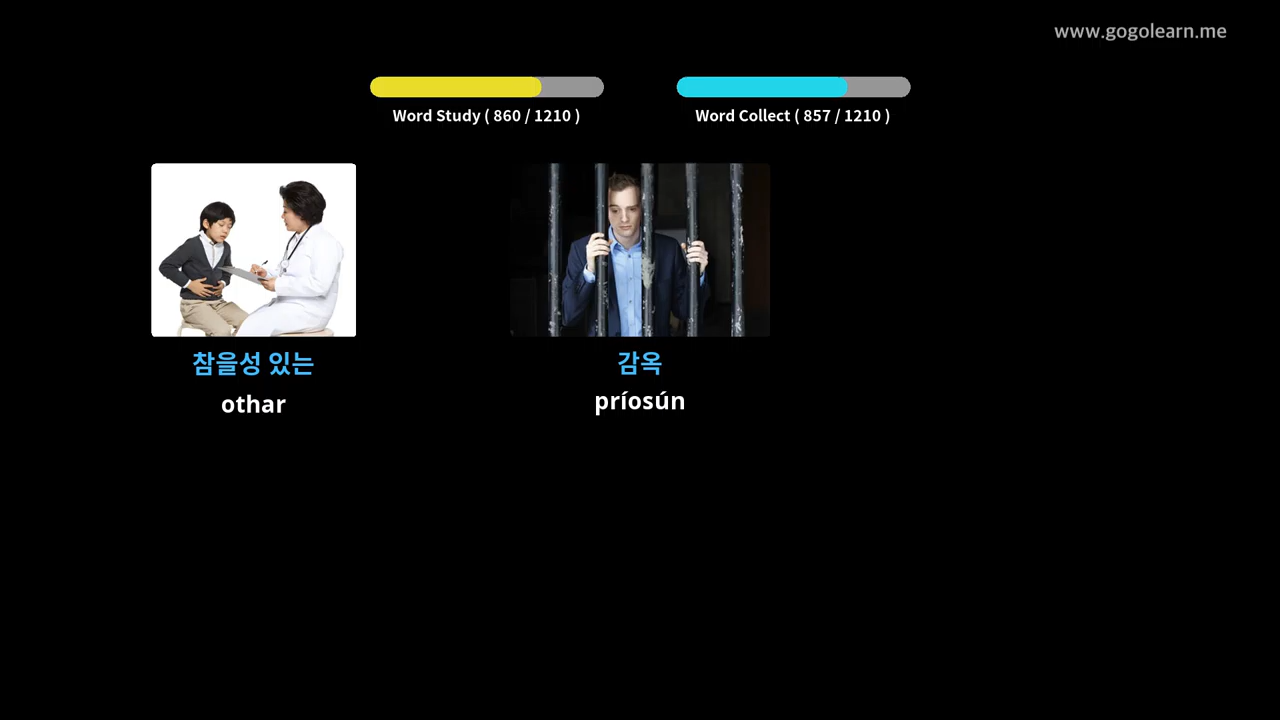 www.gogolearn.me
Word Study ( 860 / 1210 )
Word Collect ( 857 / 1210 )
참을성 있는
othar
감옥
príosún